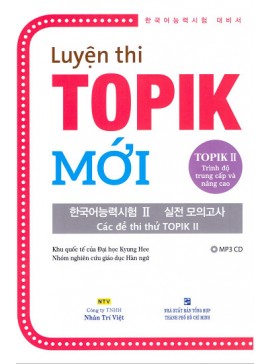 한국어능력시험 대비서
Luyện thi
TOPIK
MỚI
TOPIK II
Trình độ
trung cấp và
nâng cao
한국어능력시험 II 실전 모의고사
Các đề thi thử TOPIK II
Khu quốc tế của Đại học Kyung Hee
Nhóm nghiên cứu giáo dục Hàn ngữ
MP3 CD
NTV
Công ty TNHH
Nhân Trí Việt
NHÀ XUẤT BẢN TỔNG HỢP
THÀNH PHỐ HỒ CHÍ MINH